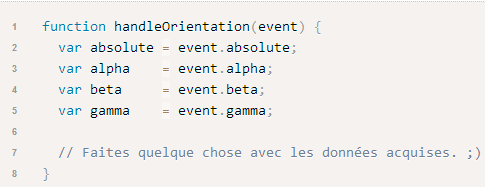 1 function handleOrientation(event) {
2   var absolute = event.absolute;
3   var alpha    = event.alpha;
4   var beta     = event.beta;
5   var gamma    = event.gamma;
6
7   // Faites quelque chose avec les données acquises. ;)
8 }